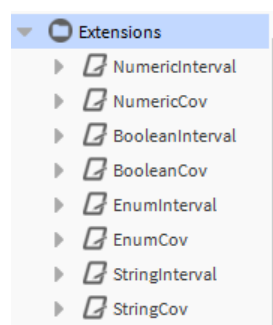 Extensions
NumericInterval
NumericCov
BooleanInterval
BooleanCov
EnumInterval
EnumCov
StringInterval
StringCov